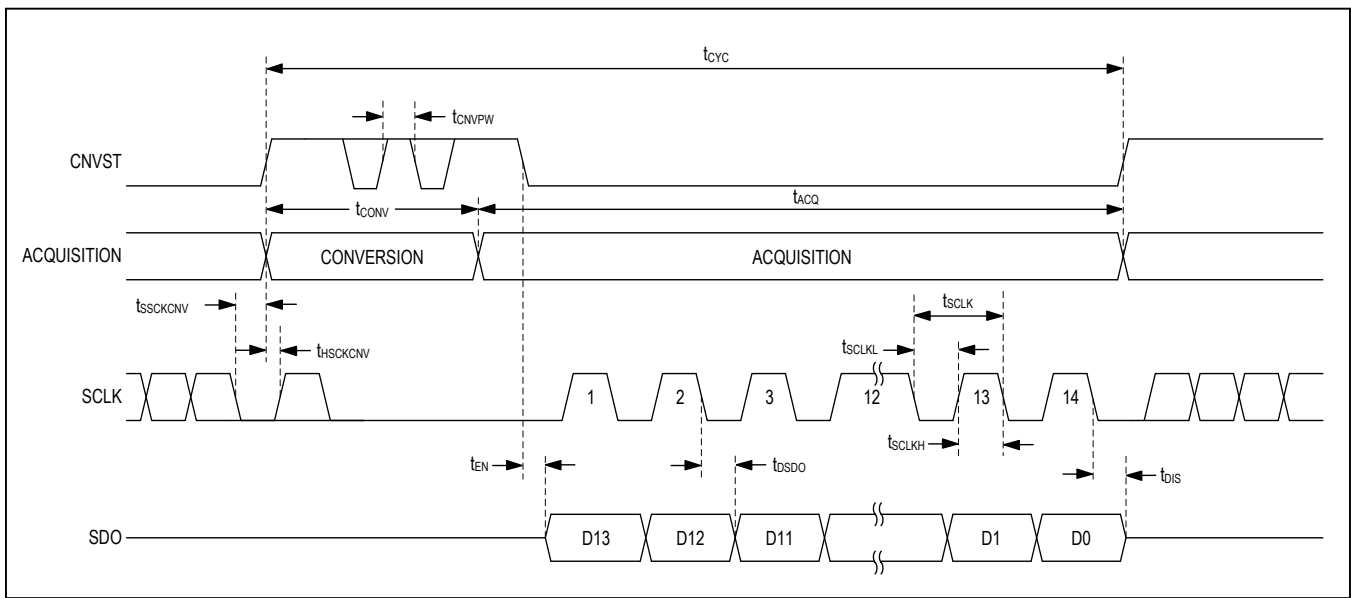 tCYC
tCNVPW
CNVST
tCONV
tACQ
ACQUISITION
CONVERSION
ACQUISITION
tSSCKCNV
tSCLK
tHSCKCNV
tSCLKL
SCLK
1
2
3
12
13
14
tSCLKH
tEN
tDSDO
tDIS
SDO
D13
D12
D11
D1
D0